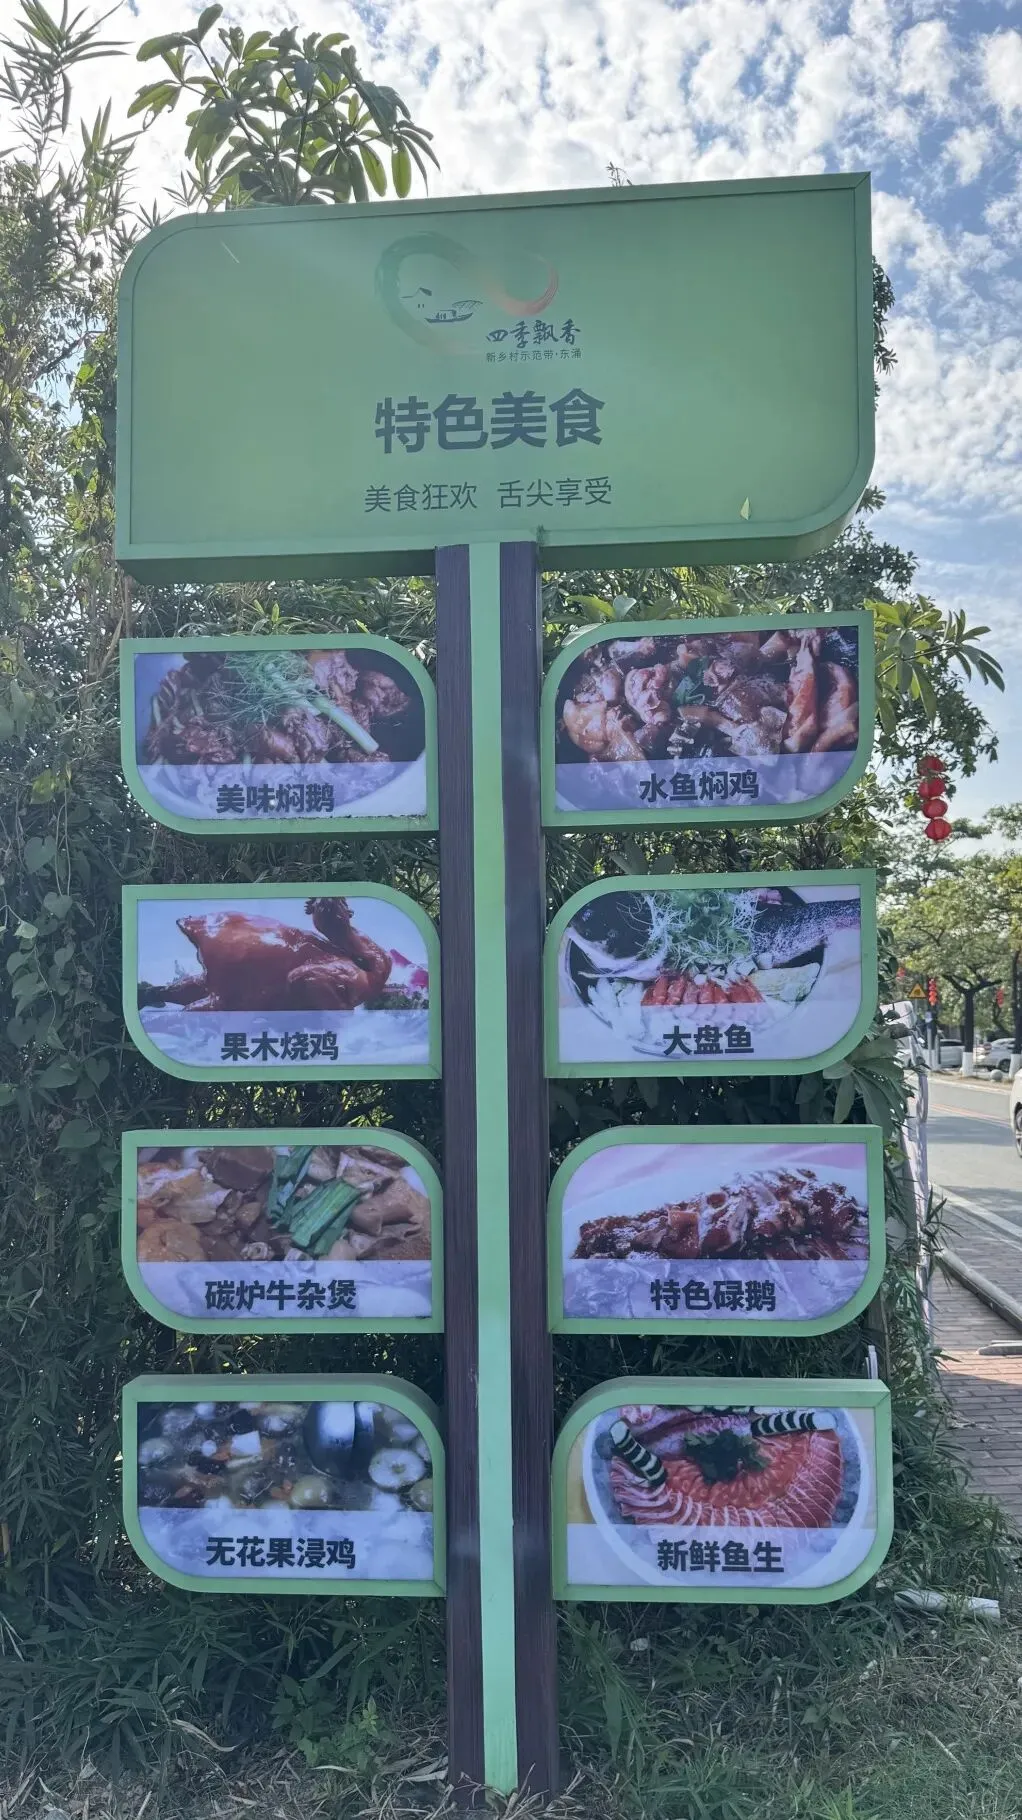 四季飘香
新乡村示范带·东涌
特色美食
美食狂欢 舌尖享受
美味焖鹅
水鱼焖鸡
果木烧鸡
大盘鱼
碳炉牛杂煲
特色碌鹅
无花果浸鸡
新鲜鱼生